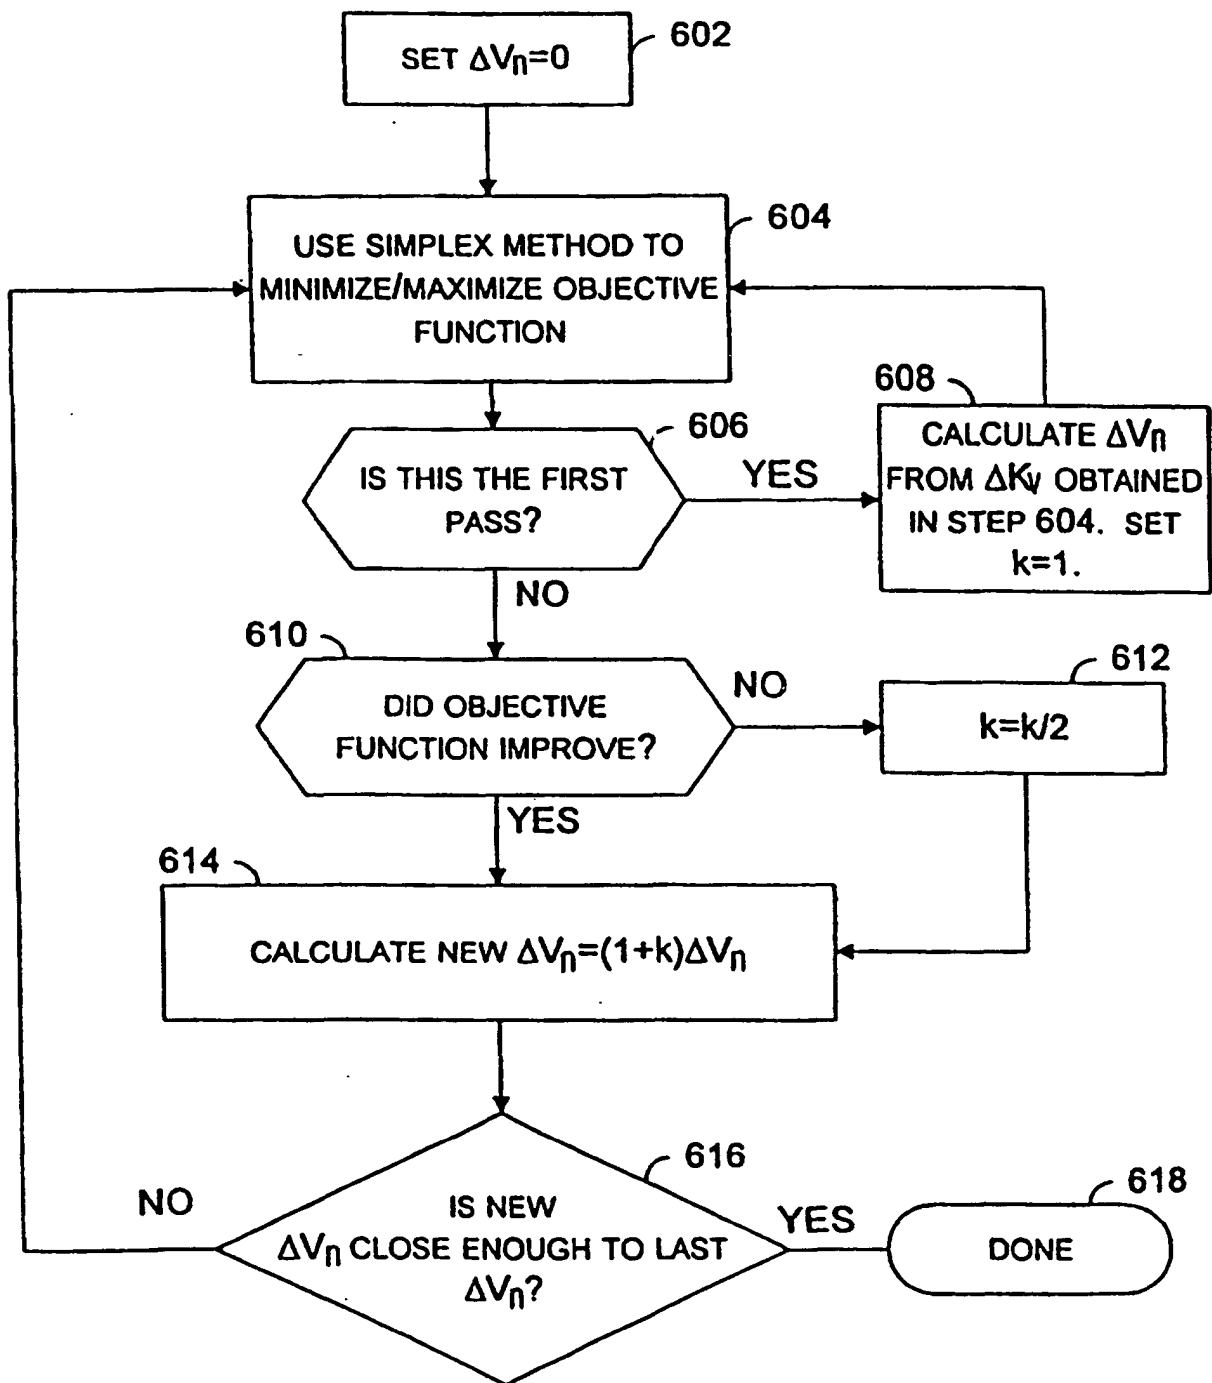 602
SET ΔVn=0
604
USE SIMPLEX METHOD TO
MINIMIZE/MAXIMIZE OBJECTIVE
FUNCTION
606
IS THIS THE FIRST
PASS?
YES
608
CALCULATE ΔVn
FROM ΔKv OBTAINED
IN STEP 604. SET
k=1.
NO
610
DID OBJECTIVE
FUNCTION IMPROVE?
NO
612
k=k/2
YES
614
CALCULATE NEW ΔVn=(1+k)ΔVn
616
IS NEW
ΔVn CLOSE ENOUGH TO LAST
ΔVn?
NO
YES
618
DONE